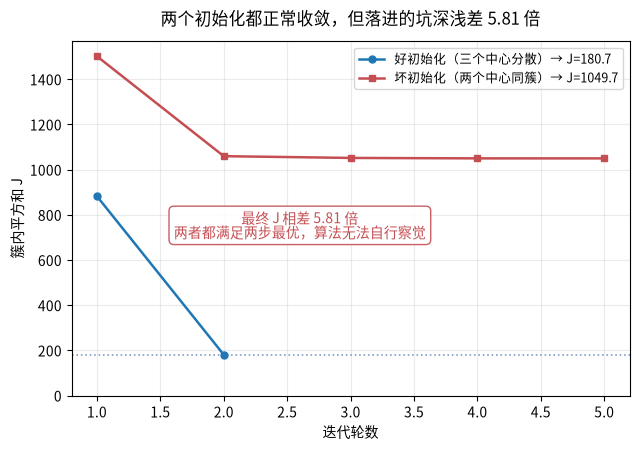 两个初始化都正常收敛，但落进的坑深浅差 5.81 倍
好初始化（三个中心分散）→ J=180.7
坏初始化（两个中心同簇）→ J=1049.7
最终 J 相差 5.81 倍
两者都满足两步最优，算法无法自行察觉
簇内平方和 J
1400
1200
1000
800
600
400
200
0
1.0 1.5 2.0 2.5 3.0 3.5 4.0 4.5 5.0
迭代轮数